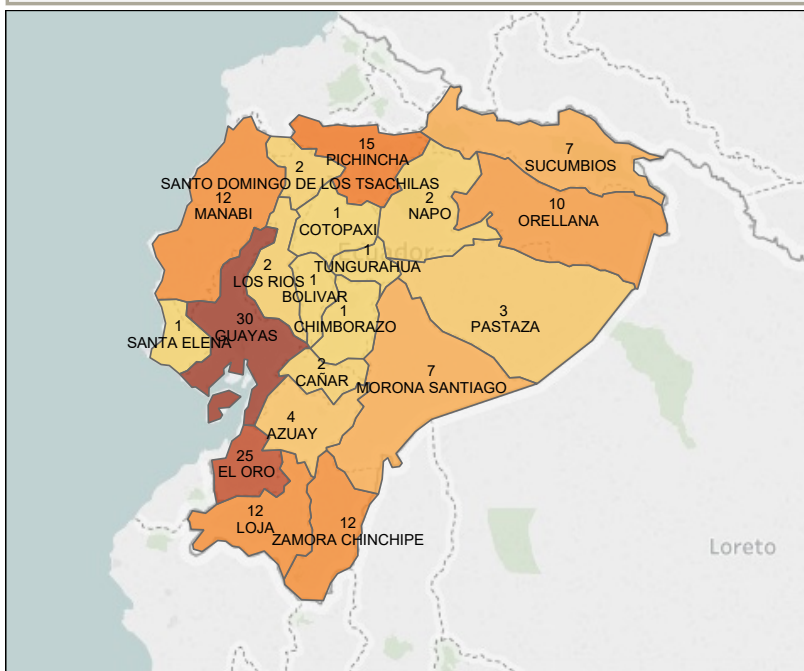 15
PICHINCHA
7
SUCUMBIOS
2
SANTO DOMINGO DE LOS TSACHILAS
12
MANABI
2
NAPO
10
ORELLANA
1
COTOPAXI
Ecuador
1
TUNGURAHUA
2
LOS RIOS
1
BOLIVAR
1
CHIMBORAZO
3
PASTAZA
30
GUAYAS
1
SANTA ELENA
2
CAÑAR
7
MORONA SANTIAGO
4
AZUAY
25
EL ORO
12
LOJA
12
ZAMORA CHINCHIPE
Loreto